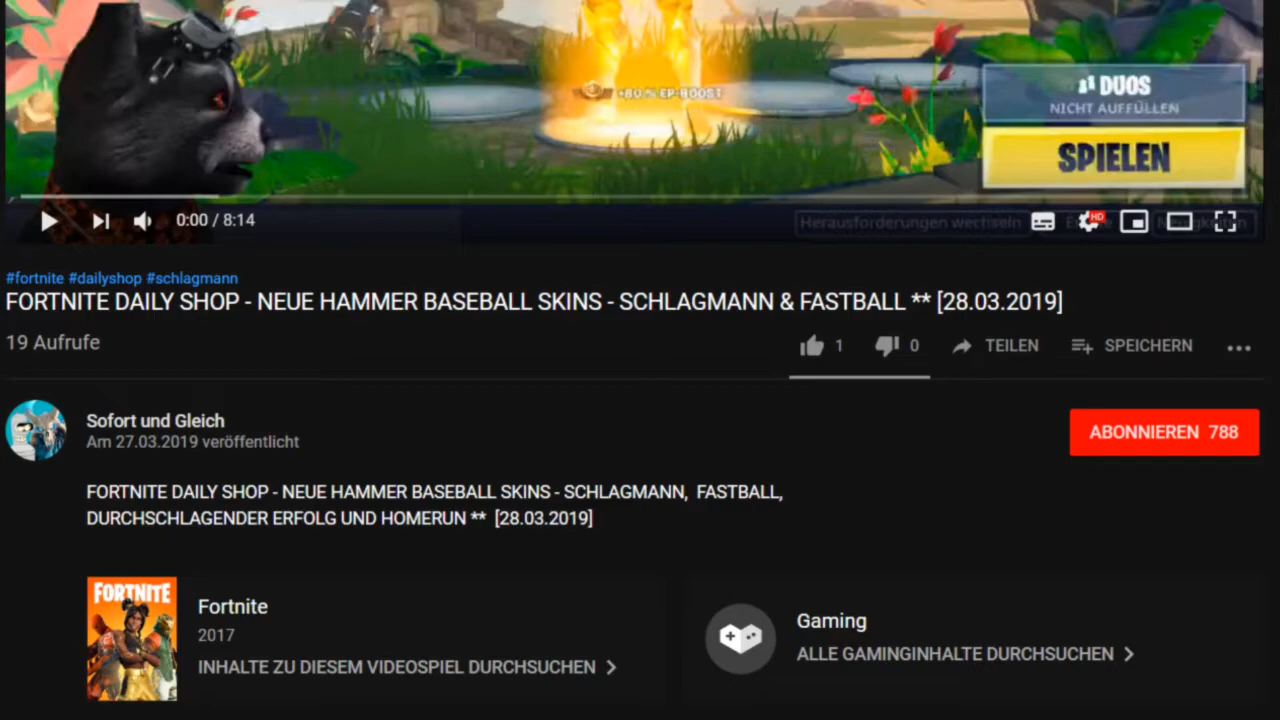 +80 % EP-BOOST
DUOS
NICHT AUFFÜLLEN
SPIELEN
0:00 / 8:14
Herausforderungen wechseln
HD
#fortnite #dailyshop #schlagmann
FORTNITE DAILY SHOP - NEUE HAMMER BASEBALL SKINS - SCHLAGMANN & FASTBALL ** [28.03.2019]
19 Aufrufe
1
0
TEILEN
SPEICHERN
Sofort und Gleich
Am 27.03.2019 veröffentlicht
ABONNIEREN 788
FORTNITE DAILY SHOP - NEUE HAMMER BASEBALL SKINS - SCHLAGMANN, FASTBALL,
DURCHSCHLAGENDER ERFOLG UND HOMERUN ** [28.03.2019]
FORTNITE
Fortnite
2017
INHALTE ZU DIESEM VIDEOSPIEL DURCHSUCHEN
Gaming
ALLE GAMINGINHALTE DURCHSUCHEN